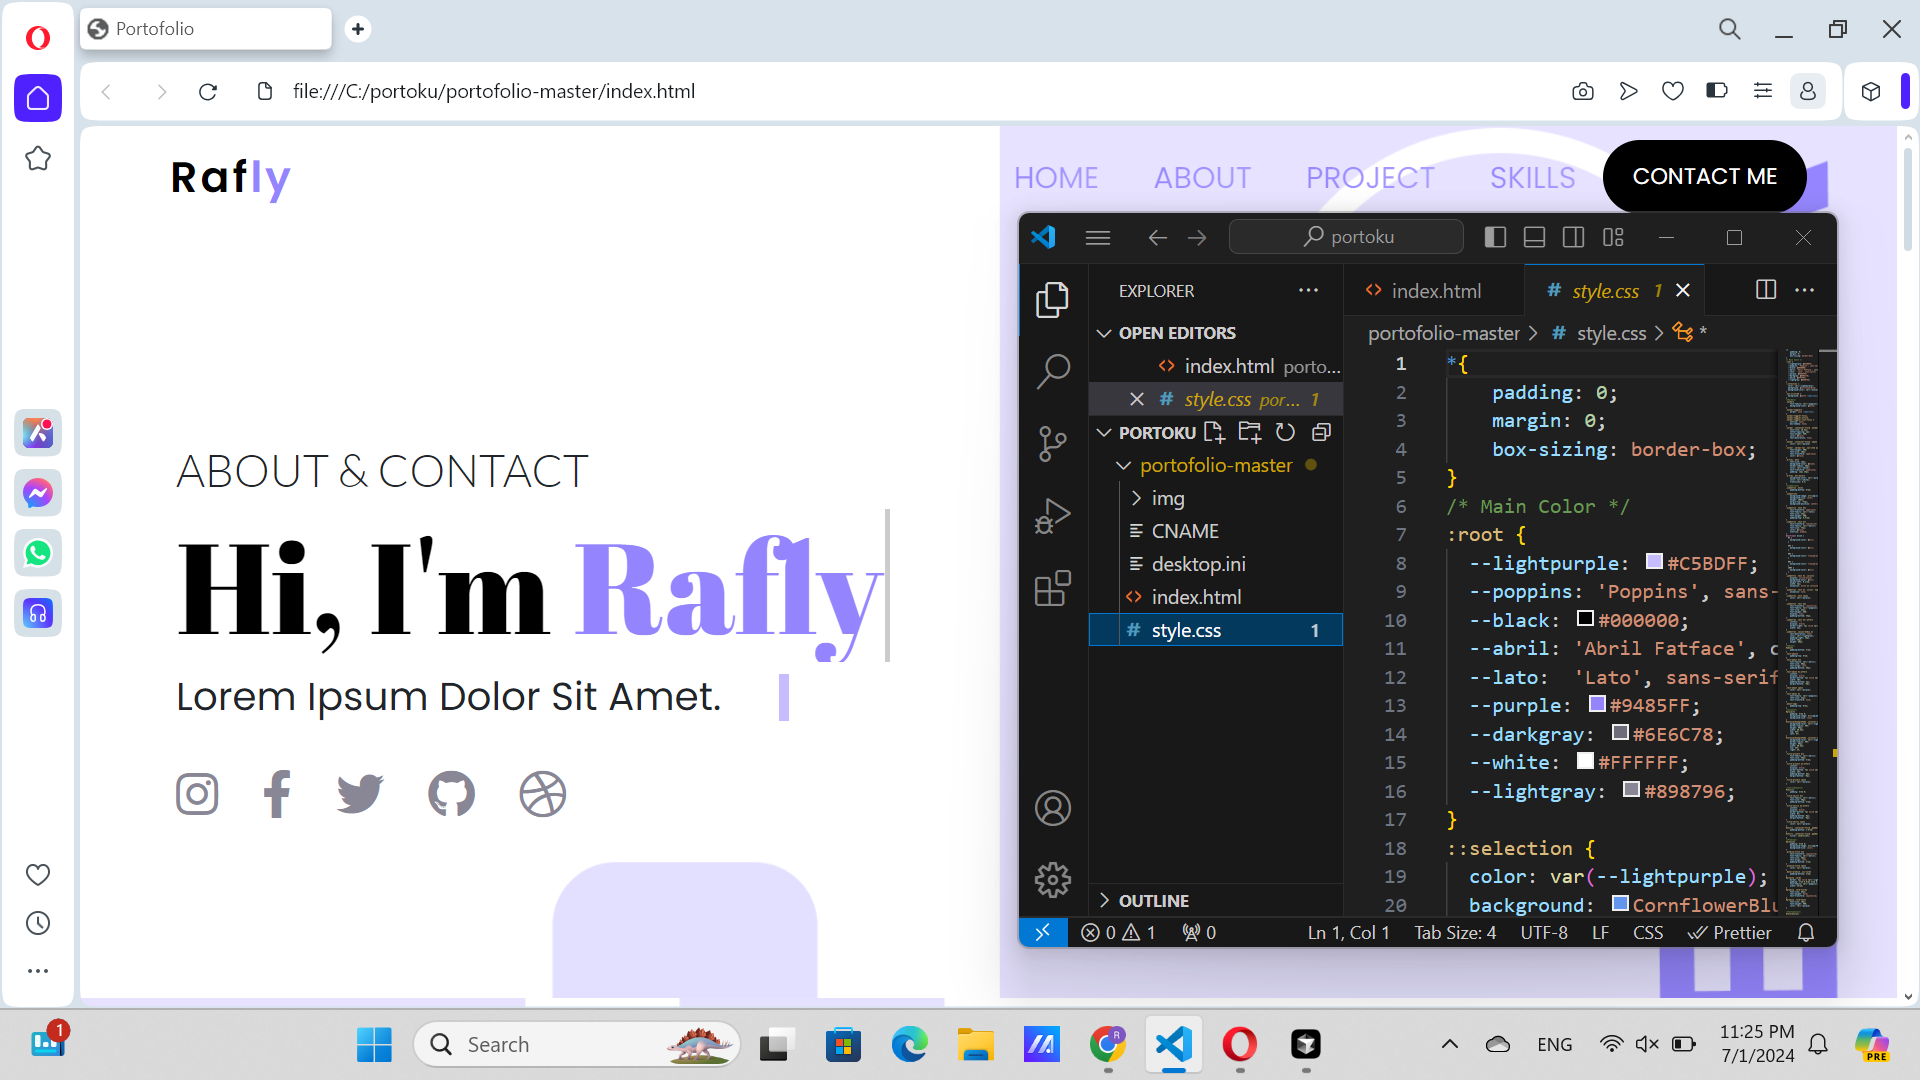 Portofolio
file:///C:/portoku/portofolio-master/index.html
Rafly
HOME
ABOUT
PROJECT
SKILLS
CONTACT ME
ABOUT & CONTACT
Hi, I'm Rafly
Lorem Ipsum Dolor Sit Amet.
portoku
EXPLORER
OPEN EDITORS
index.html porto...
style.css por... 1
PORTOKU
portofolio-master
img
CNAME
desktop.ini
index.html
style.css 1
OUTLINE
index.html
style.css 1
portofolio-master > style.css > *
1 *{
2 padding: 0;
3 margin: 0;
4 box-sizing: border-box;
5 }
6 /* Main Color */
7 :root {
8 --lightpurple: #C5BDFF;
9 --poppins: 'Poppins', sans-
10 --black: #000000;
11 --abril: 'Abril Fatface', c
12 --lato: 'Lato', sans-serif
13 --purple: #9485FF;
14 --darkgray: #6E6C78;
15 --white: #FFFFFF;
16 --lightgray: #898796;
17 }
18 ::selection {
19 color: var(--lightpurple);
20 background: CornflowerBlu
0 1 0
Ln 1, Col 1
Tab Size: 4
UTF-8
LF
CSS
Prettier
1
Search
R
ENG
11:25 PM
7/1/2024
PRE